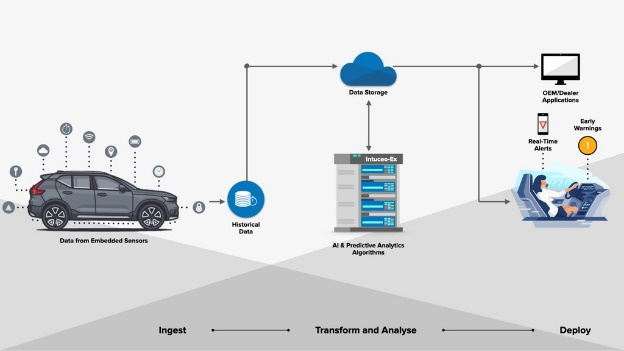 Data Storage
OEM/Dealer
Applications
Real-Time
Alerts
Early
Warnings
Intuceo-Ex
Data from Embedded Sensors
Historical
Data
AI & Predictive Analytics
Algorithms
Ingest
Transform and Analyse
Deploy